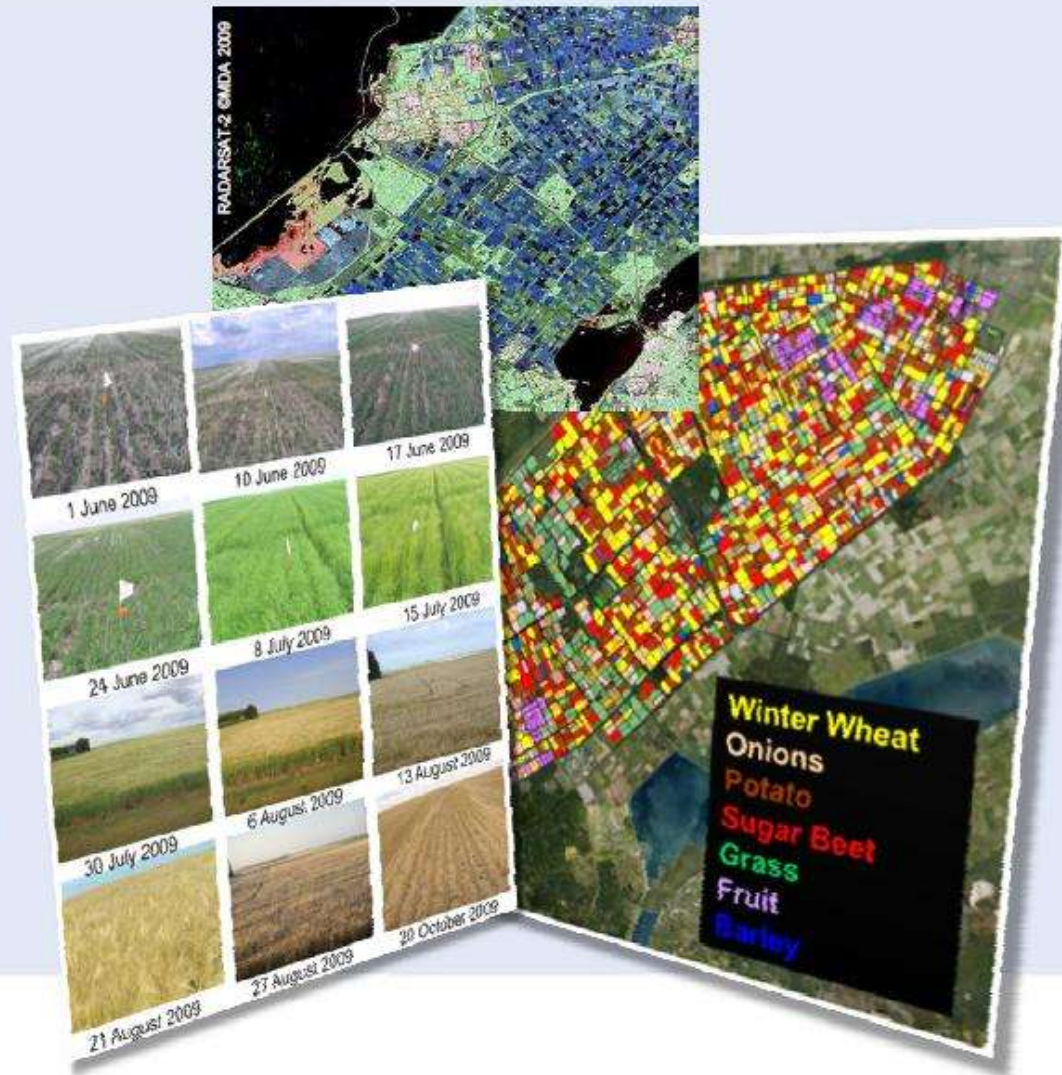 RADARSAT-2 ©MDA 2009
1 June 2009
10 June 2009
17 June 2009
24 June 2009
8 July 2009
15 July 2009
30 July 2009
6 August 2009
13 August 2009
21 August 2009
27 August 2009
20 October 2009
Winter Wheat
Onions
Potato
Sugar Beet
Grass
Fruit
Barley